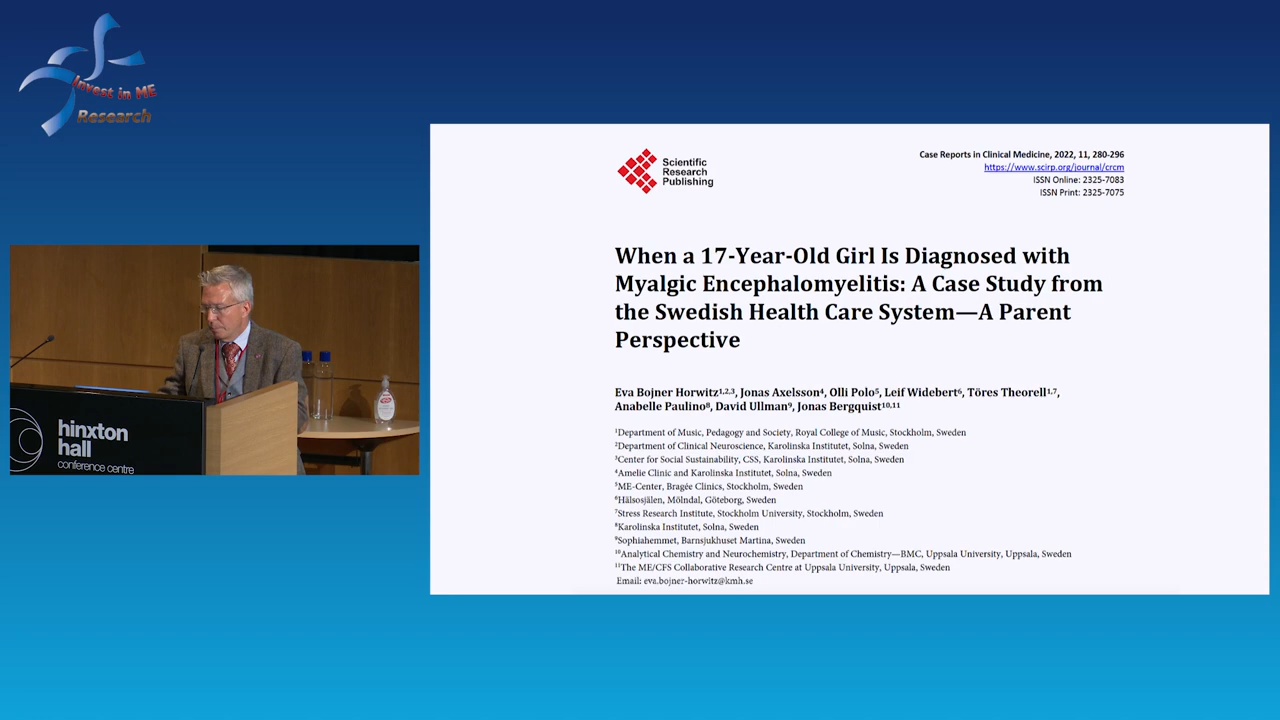 Invest in ME
Research
hinxton
hall
conference centre
Scientific
Research
Publishing
Case Reports in Clinical Medicine, 2022, 11, 280-296
https://www.scirp.org/journal/crcm
ISSN Online: 2325-7083
ISSN Print: 2325-7075
When a 17-Year-Old Girl Is Diagnosed with
Myalgic Encephalomyelitis: A Case Study from
the Swedish Health Care System—A Parent
Perspective
Eva Bojner Horwitz1,2,3, Jonas Axelsson4, Olli Polo5, Leif Widebert6, Töres Theorell1,7,
Anabelle Paulino8, David Ullman9, Jonas Bergquist10,11
1Department of Music, Pedagogy and Society, Royal College of Music, Stockholm, Sweden
2Department of Clinical Neuroscience, Karolinska Institutet, Solna, Sweden
3Center for Social Sustainability, CSS, Karolinska Institutet, Solna, Sweden
4Amelie Clinic and Karolinska Institutet, Solna, Sweden
5ME-Center, Bragée Clinics, Stockholm, Sweden
6Hälsosjälen, Mölndal, Göteborg, Sweden
7Stress Research Institute, Stockholm University, Stockholm, Sweden
8Karolinska Institutet, Solna, Sweden
9Sophiahemmet, Barnsjukhuset Martina, Sweden
10Analytical Chemistry and Neurochemistry, Department of Chemistry—BMC, Uppsala University, Uppsala, Sweden
11The ME/CFS Collaborative Research Centre at Uppsala University, Uppsala, Sweden
Email: eva.bojner-horwitz@kmh.se